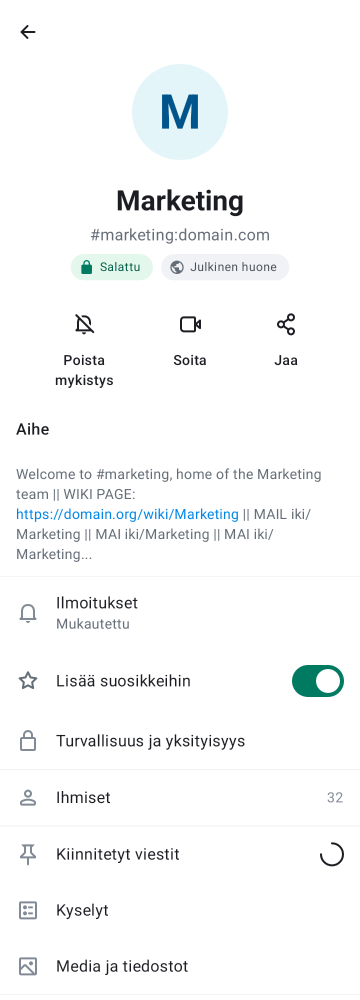 M
Marketing
#marketing:domain.com
Salattu
Julkinen huone
Poista
mykistys
Soita
Jaa
Aihe
Welcome to #marketing, home of the Marketing
team || WIKI PAGE:
https://domain.org/wiki/Marketing || MAIL iki/
Marketing || MAI iki/Marketing || MAI iki/
Marketing...
Ilmoitukset
Mukautettu
Lisää suosikkeihin
Turvallisuus ja yksityisyys
Ihmiset 32
Kiinnitetyt viestit
Kyselyt
Media ja tiedostot